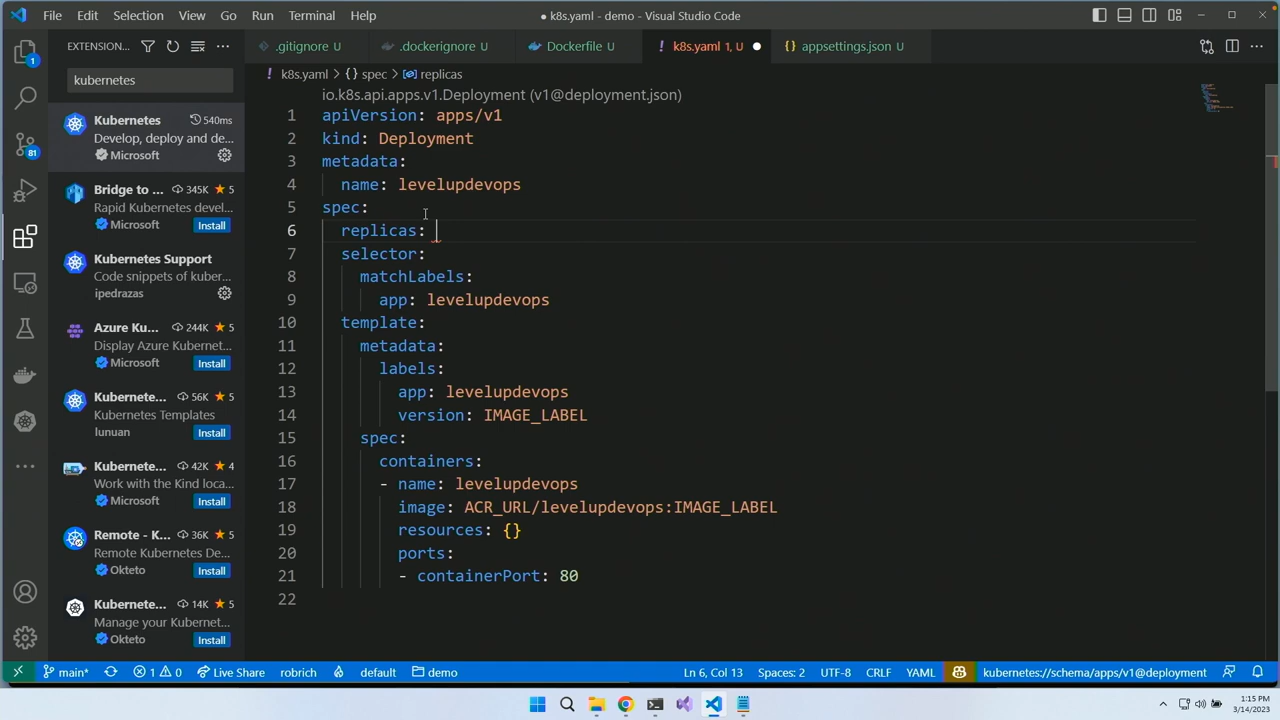 File Edit Selection View Go Run Terminal Help
● k8s.yaml - demo - Visual Studio Code
EXTENSION...
.gitignore U
.dockerignore U
Dockerfile U
k8s.yaml 1, U
appsettings.json U
1
81
kubernetes
Kubernetes 540ms
Develop, deploy and de...
Microsoft
Bridge to ... 345K 5
Rapid Kubernetes devel...
Microsoft Install
Kubernetes Support
Code snippets of kuber...
ipedrazas
Azure Ku... 244K 5
Display Azure Kubernet...
Microsoft Install
Kubernete... 56K 5
Kubernetes Templates
lunuan Install
Kubernete... 42K 4
Work with the Kind loca...
Microsoft Install
Remote - K... 36K 5
Remote Kubernetes De...
Okteto Install
Kubernete... 14K 5
Manage your Kubernet...
Okteto Install
k8s.yaml > {} spec > replicas
io.k8s.api.apps.v1.Deployment (v1@deployment.json)
1 apiVersion: apps/v1
2 kind: Deployment
3 metadata:
4 name: levelupdevops
5 spec:
6 replicas:
7 selector:
8 matchLabels:
9 app: levelupdevops
10 template:
11 metadata:
12 labels:
13 app: levelupdevops
14 version: IMAGE_LABEL
15 spec:
16 containers:
17 - name: levelupdevops
18 image: ACR_URL/levelupdevops:IMAGE_LABEL
19 resources: {}
20 ports:
21 - containerPort: 80
22
main* 1 0 Live Share robrich default demo Ln 6, Col 13 Spaces: 2 UTF-8 CRLF YAML kubernetes://schema/apps/v1@deployment
1:15 PM
3/14/2023